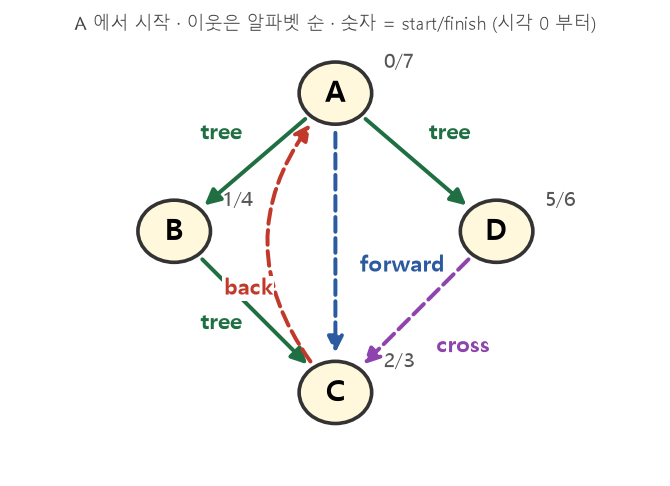 A 에서 시작 · 이웃은 알파벳 순 · 숫자 = start/finish (시각 0 부터)
0/7
A
tree
tree
1/4
5/6
B
D
forward
back
tree
cross
2/3
C